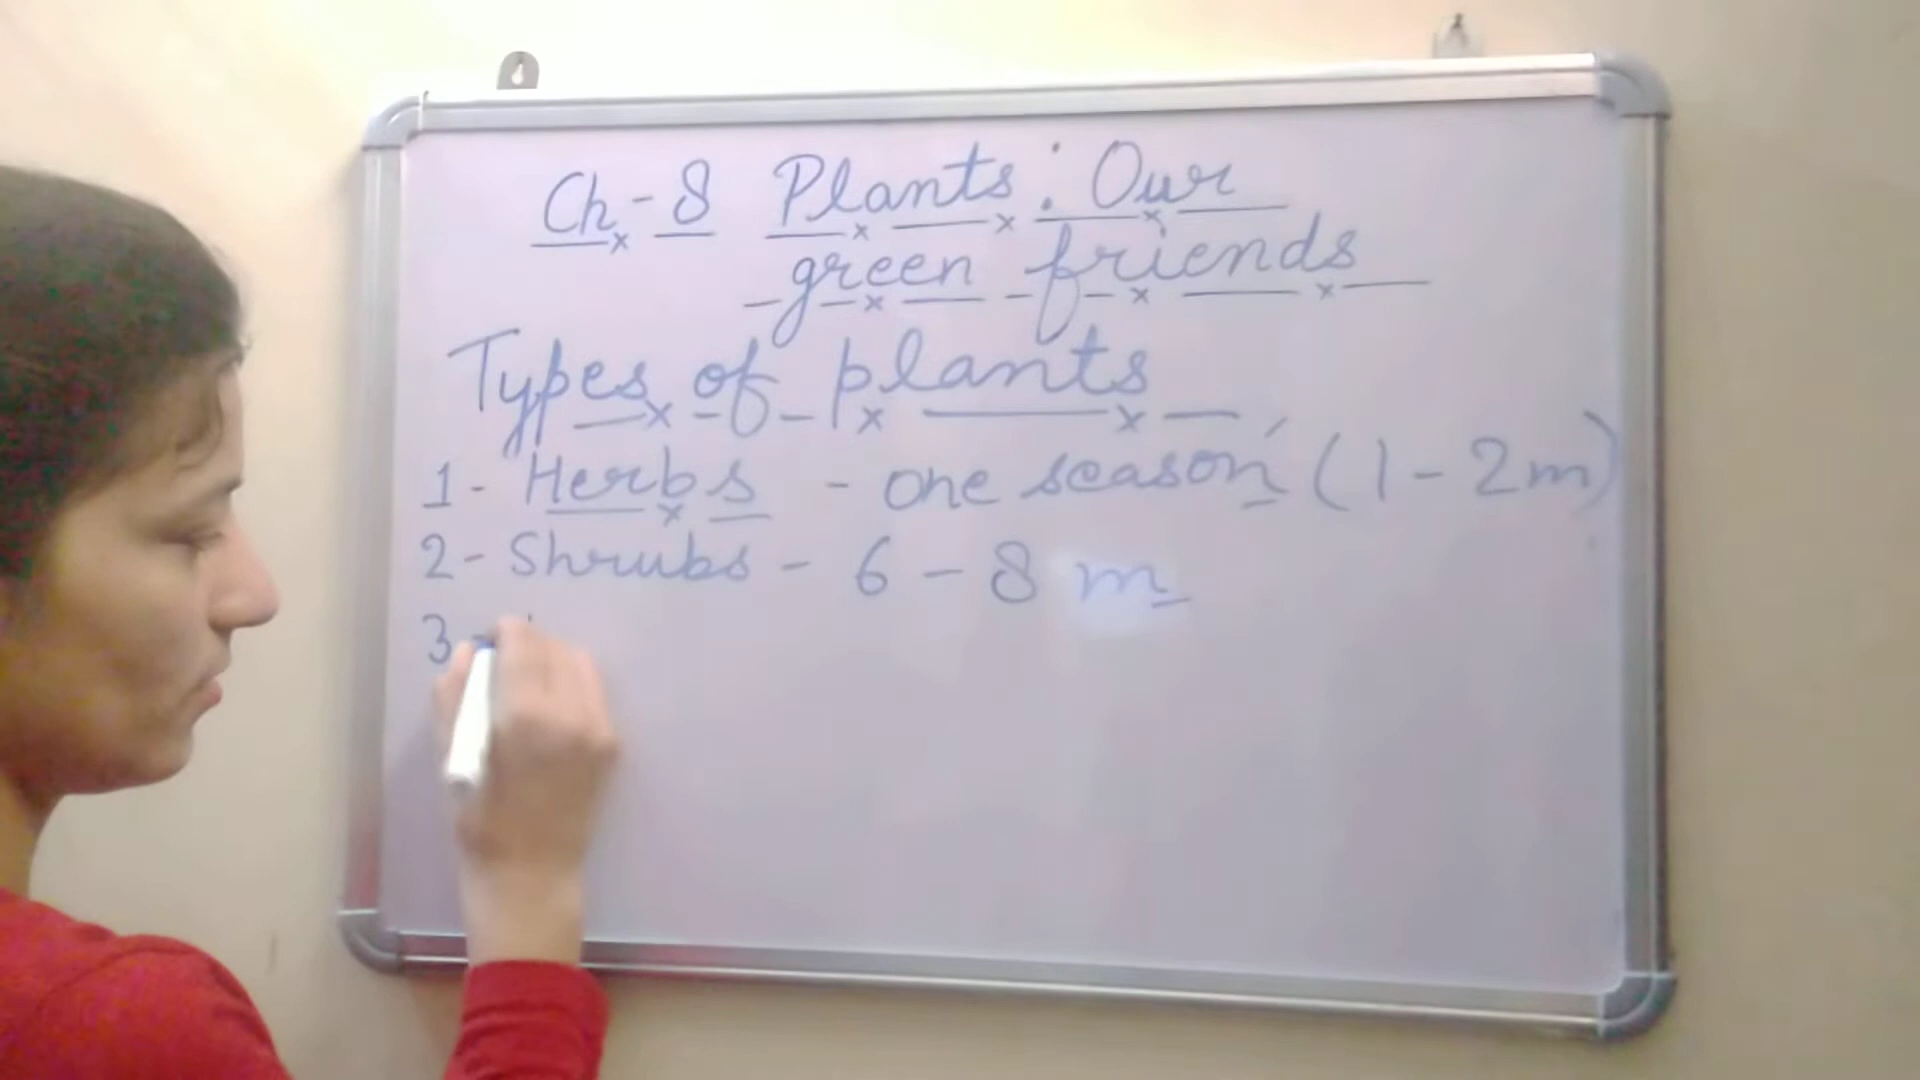 Ch-8 Plants: Our
green friends
Types of plants
1- Herbs - one season (1-2m)
2- Shrubs - 6-8 m
3-